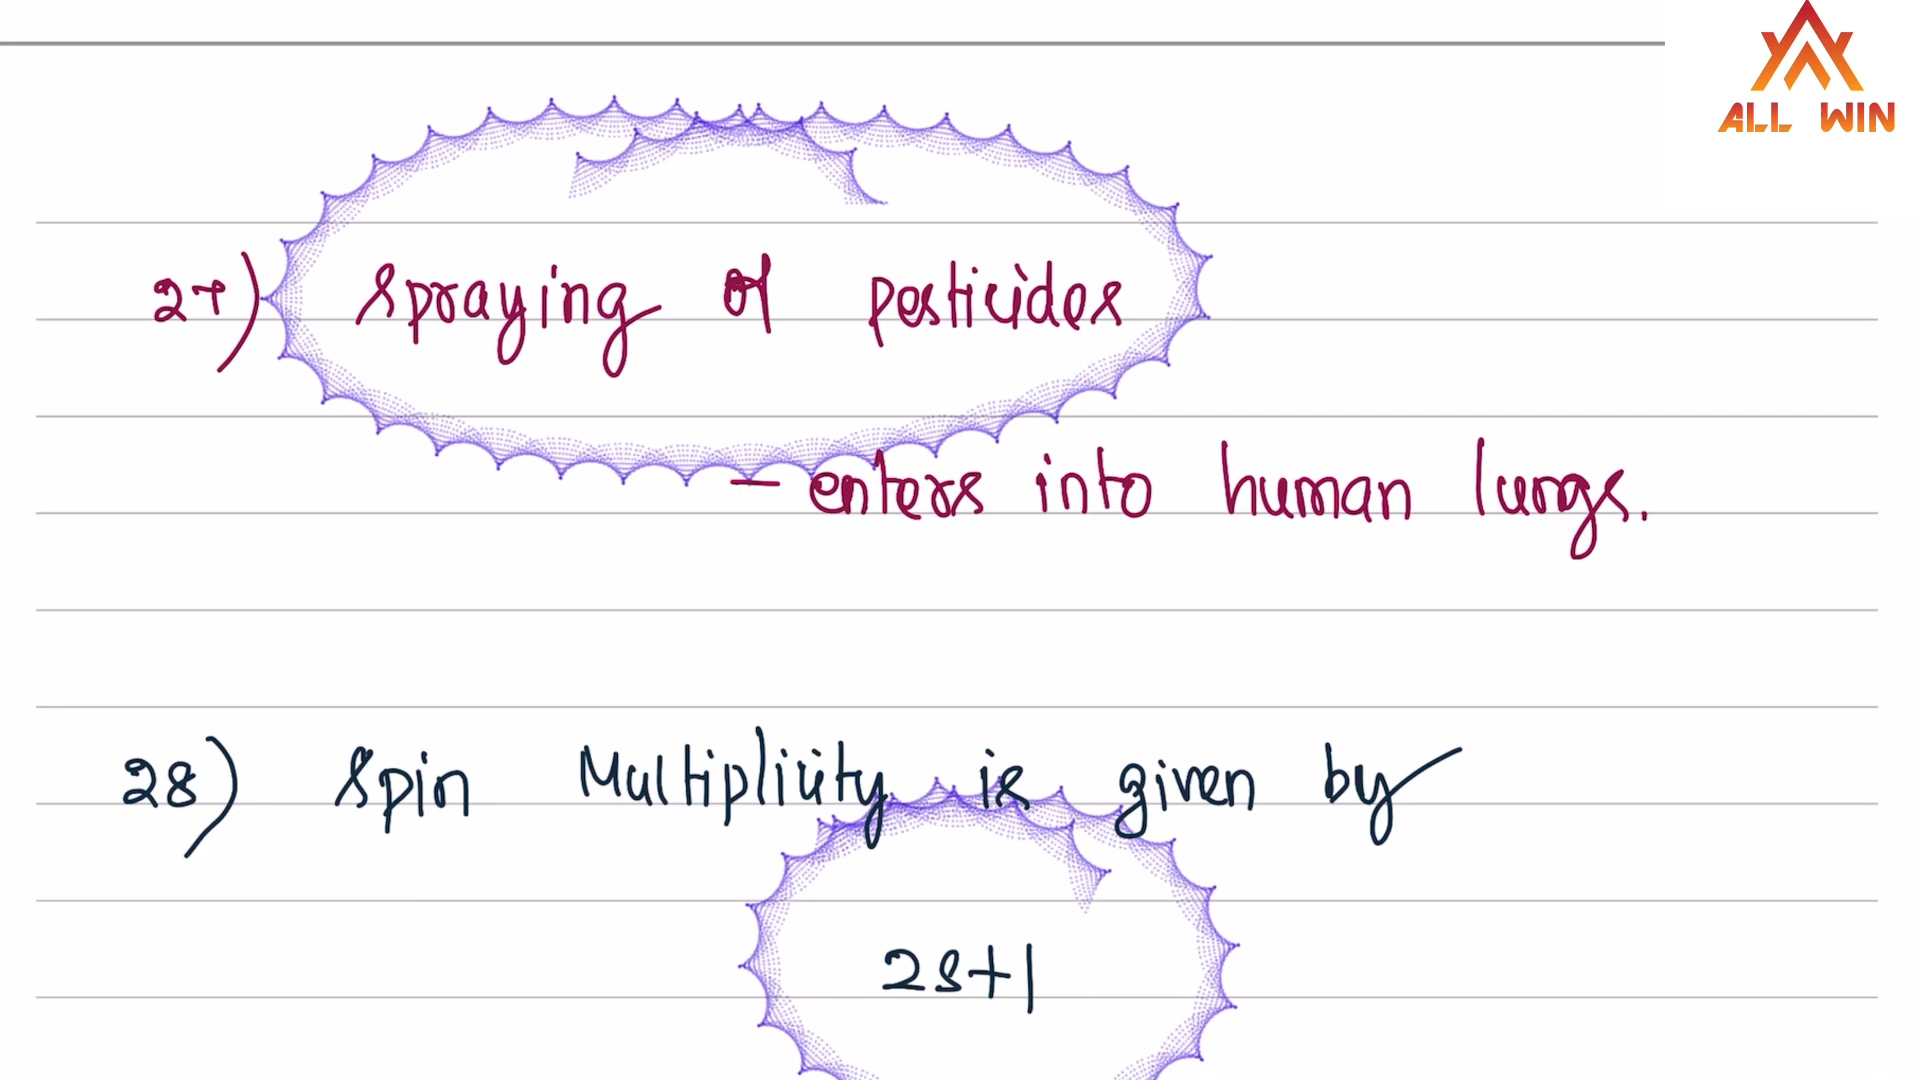 ALL WIN
27) Spraying of pesticides
- enters into human lungs.
28) Spin Multiplicity is given by
2S+1